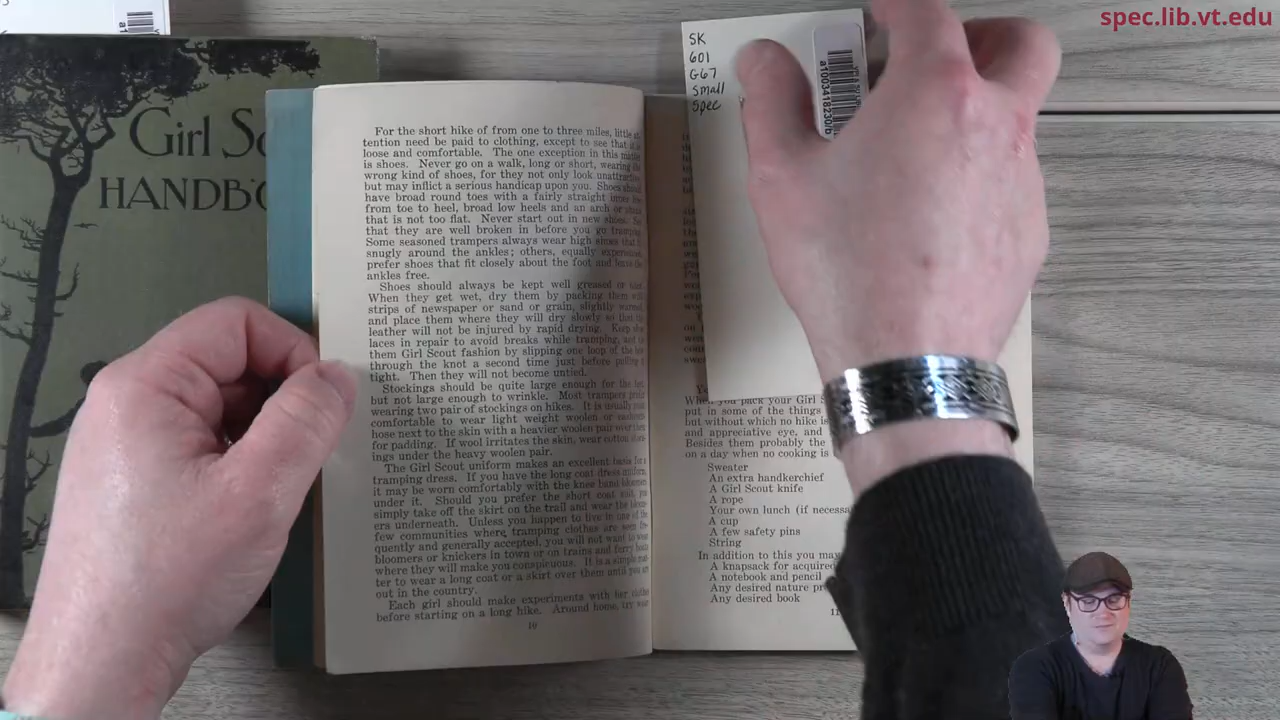 spec.lib.vt.edu
SK
601
G67
Small
Spec
a1001418230/b
Girl Sc
HANDBO
For the short hike of from one to three miles, little at-
tention need be paid to clothing, except to see that it is
loose and comfortable. The one exception in this matter
is shoes. Never go on a walk, long or short, wearing the
wrong kind of shoes, for they not only look unattractive
but may inflict a serious handicap upon you. Shoes should
have broad round toes with a fairly straight inner line
from toe to heel, broad low heels and an arch or shank
that is not too flat. Never start out in new shoes. See
that they are well broken in before you go tramping.
Some seasoned trampers always wear high shoes that fit
snugly around the ankles; others, equally experienced,
prefer shoes that fit closely about the foot and leave the
ankles free.
Shoes should always be kept well greased or oiled.
When they get wet, dry them by packing them with
strips of newspaper or sand or grain, slightly warmed,
and place them where they will dry slowly so that the
leather will not be injured by rapid drying. Keep shoe
laces in repair to avoid breaks while tramping, and tie
them Girl Scout fashion by slipping one loop of the bow
through the knot a second time just before pulling it
tight. Then they will not become untied.
Stockings should be quite large enough for the feet,
but not large enough to wrinkle. Most trampers prefer
wearing two pair of stockings on hikes. It is usually
comfortable to wear light weight woolen or cashmere
hose next to the skin with a heavier woolen pair over them
for padding. If wool irritates the skin, wear cotton stock-
ings under the heavy woolen pair.
The Girl Scout uniform makes an excellent basis for a
tramping dress. If you have the long coat dress uniform
it may be worn comfortably with the knee band bloomers
under it. Should you prefer the short coat suit, you
simply take off the skirt on the trail and wear the bloom-
ers underneath. Unless you happen to live in one of the
few communities where tramping clothes are seen fre-
quently and generally accepted, you will not want to wear
bloomers or knickers in town or on trains and ferry boats
where they will make you conspicuous. It is a simple mat-
ter to wear a long coat or a skirt over them until you are
out in the country.
Each girl should make experiments with her clothes
before starting on a long hike. Around home, try wear
10
When you pack your Girl S
put in some of the things
but without which no hike is
and appreciative eye, and
Besides them probably the
on a day when no cooking is
Sweater
An extra handkerchief
A Girl Scout knife
A rope
Your own lunch (if necessa
A cup
A few safety pins
String
In addition to this you may
A knapsack for acquired
A notebook and pencil
Any desired nature pr
Any desired book
11